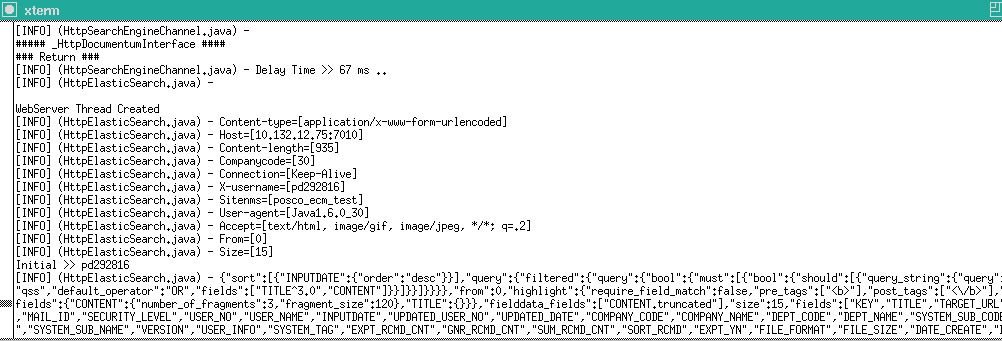 xterm
[INFO] (HttpSearchEngineChannel.java) -
##### _HttpDocumentumInterface ####
### Return ###
[INFO] (HttpSearchEngineChannel.java) - Delay Time >> 67 ms ..
[INFO] (HttpElasticSearch.java) -
WebServer Thread Created
[INFO] (HttpElasticSearch.java) - Content-type=[application/x-www-form-urlencoded]
[INFO] (HttpElasticSearch.java) - Host=[10.132.12.75:7010]
[INFO] (HttpElasticSearch.java) - Content-length=[935]
[INFO] (HttpElasticSearch.java) - Companycode=[30]
[INFO] (HttpElasticSearch.java) - Connection=[Keep-Alive]
[INFO] (HttpElasticSearch.java) - X-username=[pd292816]
[INFO] (HttpElasticSearch.java) - Sitenms=[posco_ecm_test]
[INFO] (HttpElasticSearch.java) - User-agent=[Java1.6.0_30]
[INFO] (HttpElasticSearch.java) - Accept=[text/html, image/gif, image/jpeg, */*; q=.2]
[INFO] (HttpElasticSearch.java) - From=[0]
[INFO] (HttpElasticSearch.java) - Size=[15]
Initial >> pd292816
[INFO] (HttpElasticSearch.java) - {"sort":[{"INPUTDATE":{"order":"desc"}}],"query":{"filtered":{"query":{"bool":{"must":[{"bool":{"should":[{"query_string":{"query":
"qss","default_operator":"OR","fields":["TITLE^3.0","CONTENT"]}}]}}]}}}},"from":0,"highlight":{"require_field_match":false,"pre_tags":["<b>"],"post_tags":["<\/b>"],"
fields":{"CONTENT":{"number_of_fragments":3,"fragment_size":120},"TITLE":{}}},"fielddata_fields":["CONTENT.truncated"],"size":15,"fields":["KEY","TITLE","TARGET_URL"
,"MAIL_ID","SECURITY_LEVEL","USER_NO","USER_NAME","INPUTDATE","UPDATED_USER_NO","UPDATED_DATE","COMPANY_CODE","COMPANY_NAME","DEPT_CODE","DEPT_NAME","SYSTEM_SUB_CODE
","SYSTEM_SUB_NAME","VERSION","USER_INFO","SYSTEM_TAG","EXPT_RCMD_CNT","GNR_RCMD_CNT","SUM_RCMD_CNT","SORT_RCMD","EXPT_YN","FILE_FORMAT","FILE_SIZE","DATE_CREATE","